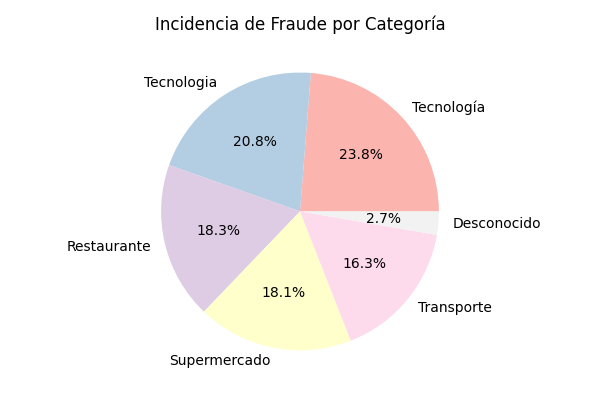 Incidencia de Fraude por Categoría
Tecnologia
Tecnología
20.8%
23.8%
18.3%
2.7%
Desconocido
Restaurante
16.3%
18.1%
Transporte
Supermercado